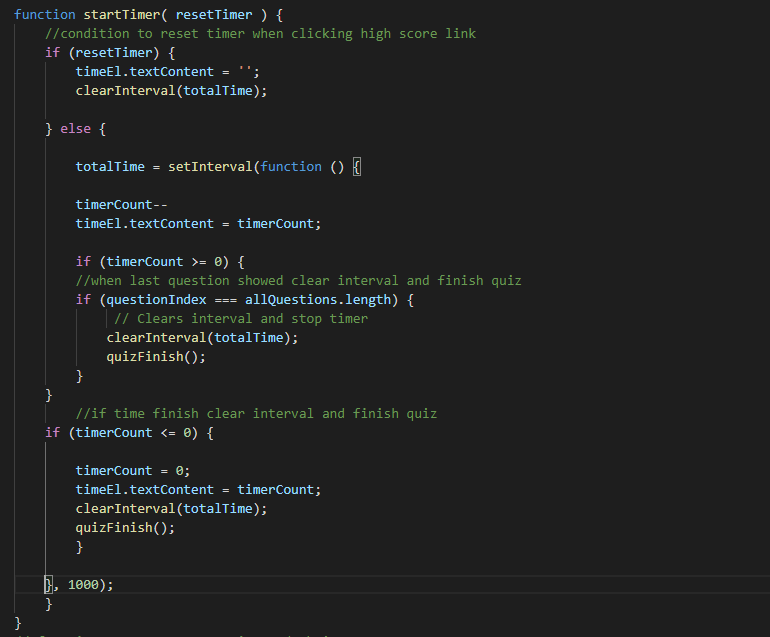 function startTimer( resetTimer ) {
//condition to reset timer when clicking high score link
if (resetTimer) {
timeEl.textContent = '';
clearInterval(totalTime);
} else {
totalTime = setInterval(function () {
timerCount--
timeEl.textContent = timerCount;
if (timerCount >= 0) {
//when last question showed clear interval and finish quiz
if (questionIndex === allQuestions.length) {
// Clears interval and stop timer
clearInterval(totalTime);
quizFinish();
}
}
//if time finish clear interval and finish quiz
if (timerCount <= 0) {
timerCount = 0;
timeEl.textContent = timerCount;
clearInterval(totalTime);
quizFinish();
}
}, 1000);
}
}